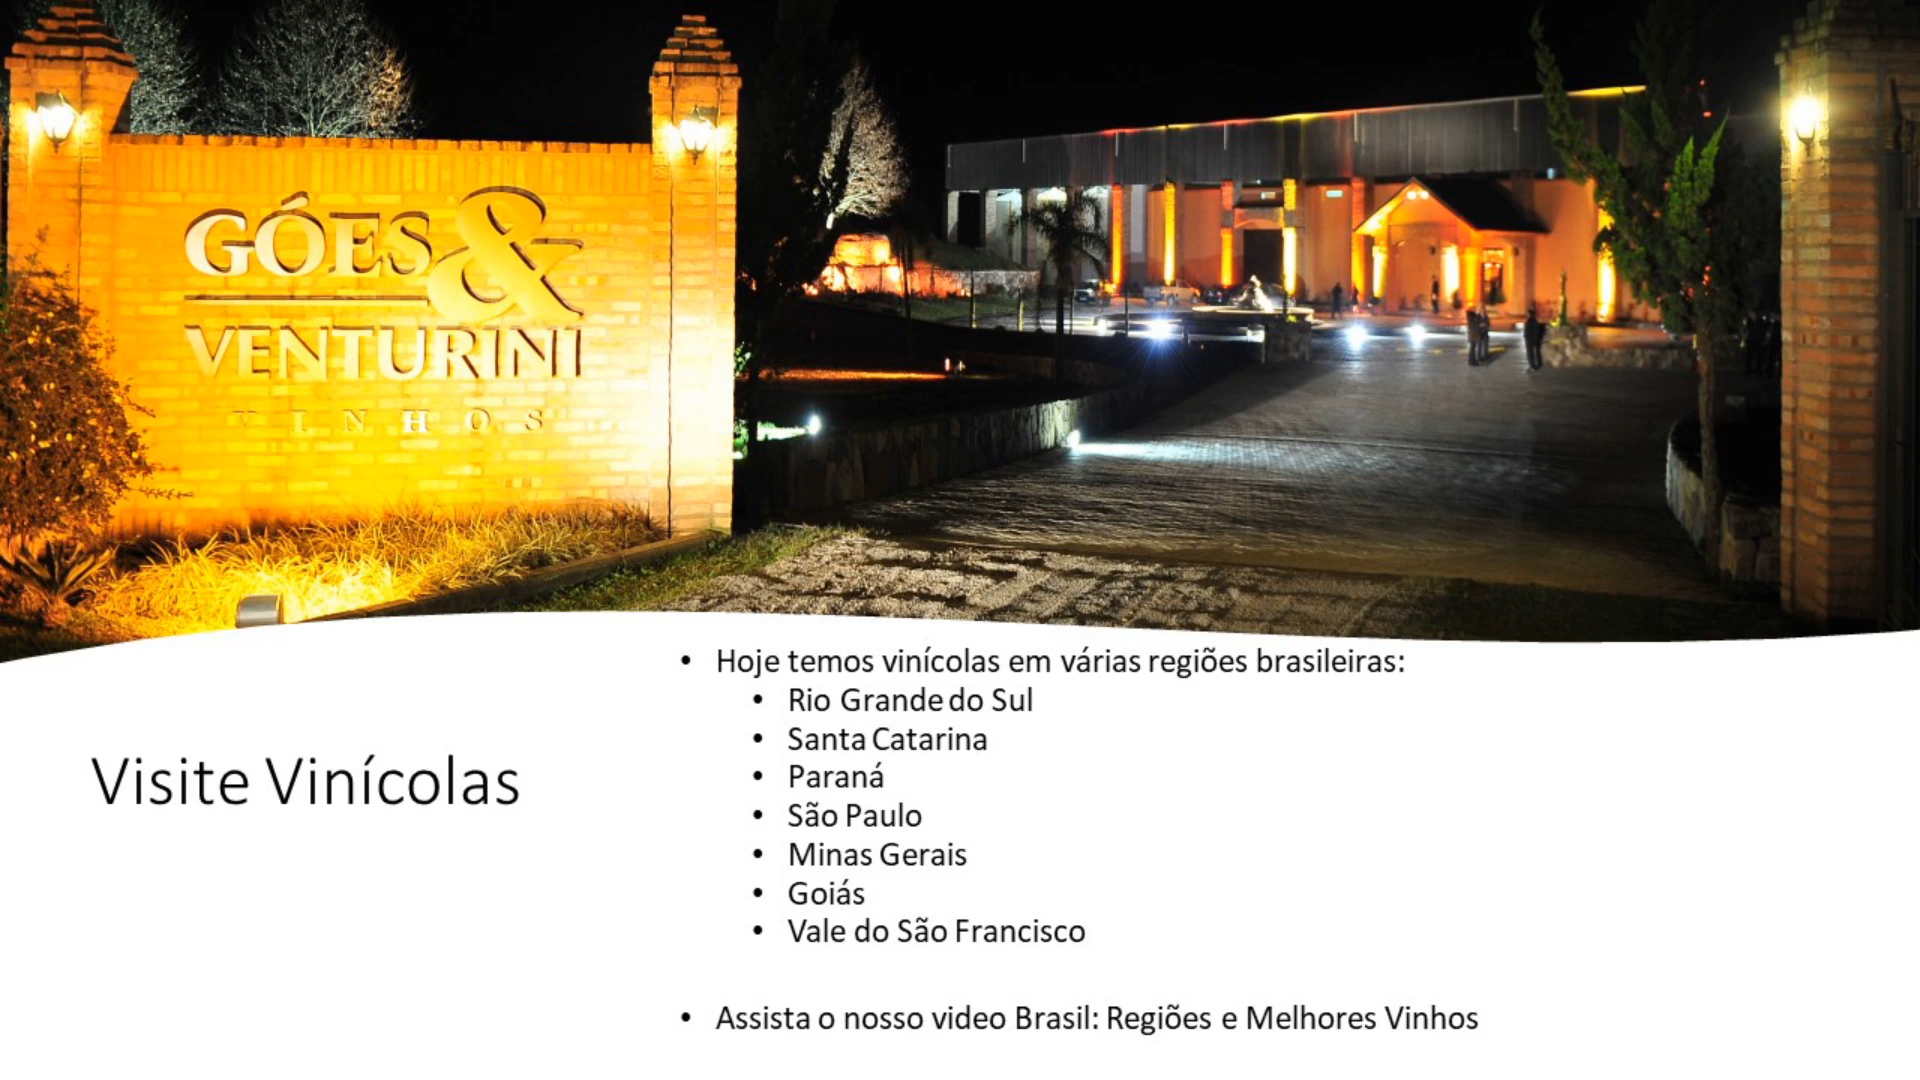 GÓES &
VENTURINI
VINHOS
Visite Vinícolas
• Hoje temos vinícolas em várias regiões brasileiras:
• Rio Grande do Sul
• Santa Catarina
• Paraná
• São Paulo
• Minas Gerais
• Goiás
• Vale do São Francisco
• Assista o nosso video Brasil: Regiões e Melhores Vinhos